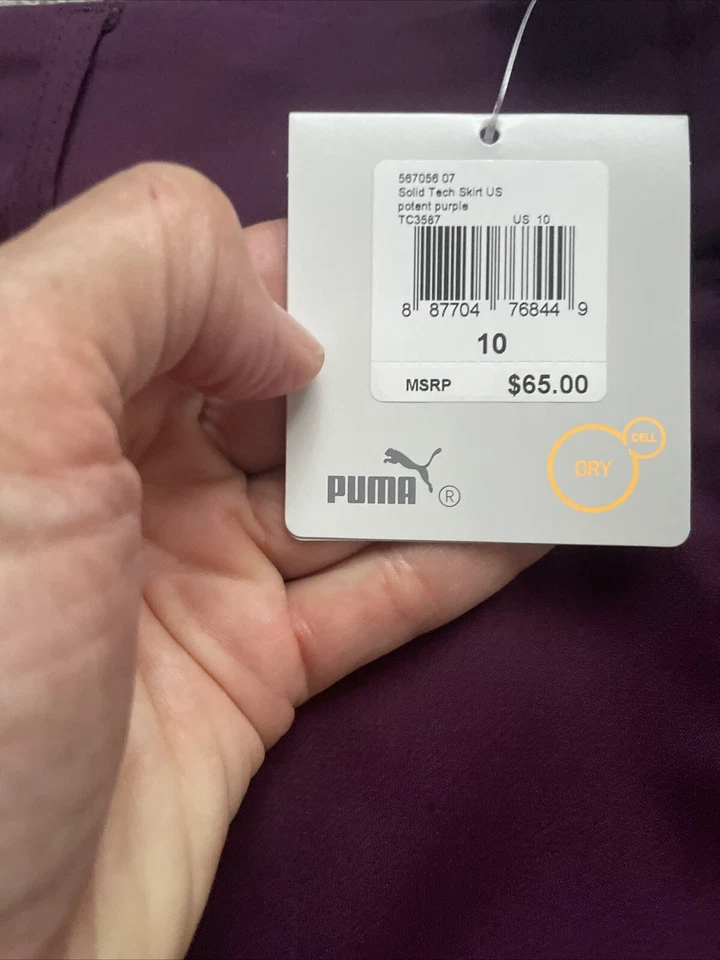 567056 07
Solid Tech Skirt US
potent purple
TC3587 US 10
8 87704 76844 9
10
MSRP $65.00
PUMA ®
DRY CELL